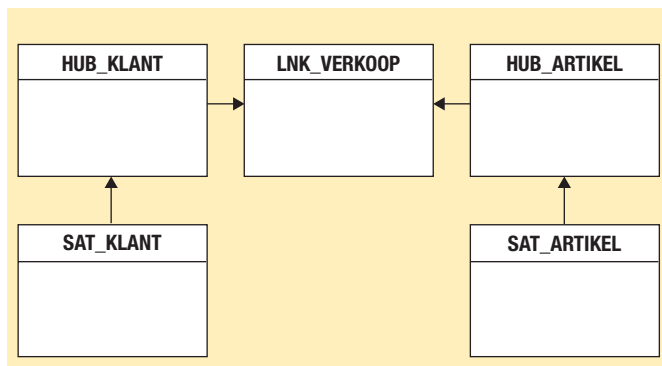 HUB_KLANT
LNK_VERKOOP
HUB_ARTIKEL
SAT_KLANT
SAT_ARTIKEL